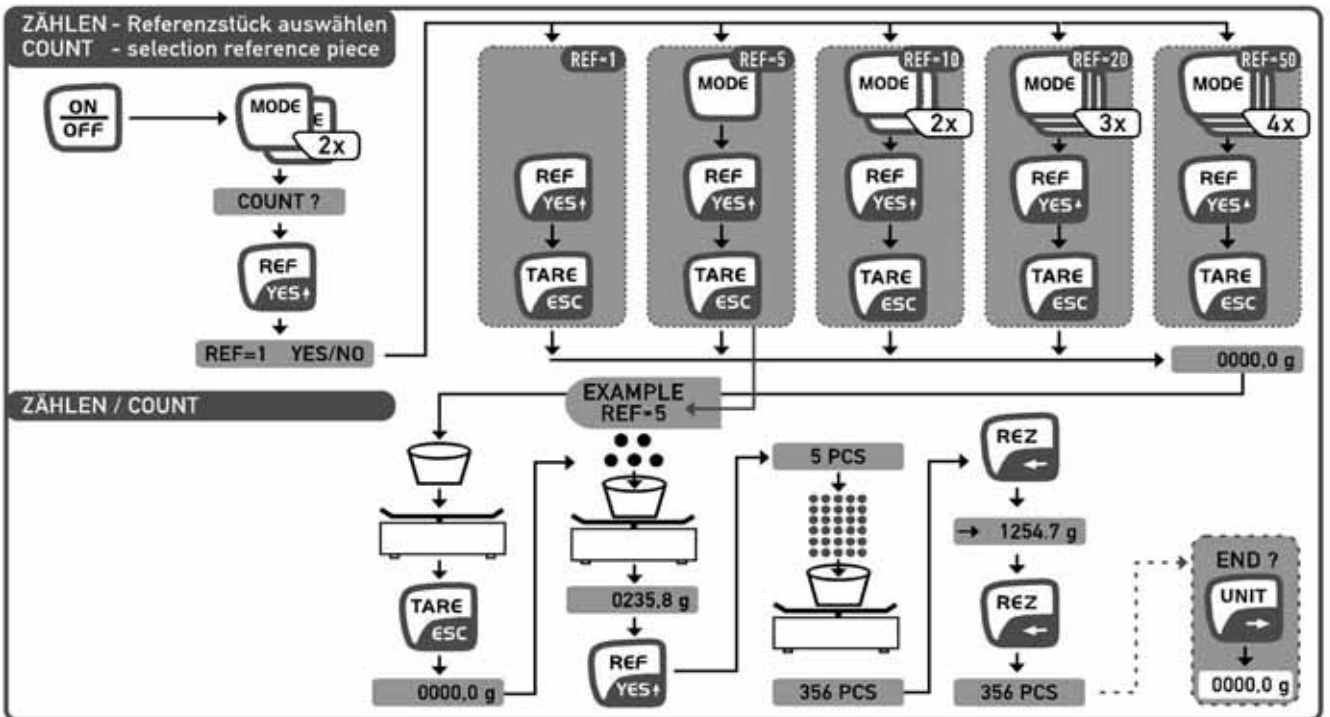 ZÄHLEN - Referenzstück auswählen
COUNT - selection reference piece
ON
OFF
MODE
E
2x
COUNT ?
REF
YES
REF=1 YES/NO
REF=1
REF
YES
TARE
ESC
REF=5
MODE
REF
YES
TARE
ESC
REF=10
MODE
2x
REF
YES
TARE
ESC
REF=20
MODE
3x
REF
YES
TARE
ESC
REF=50
MODE
4x
REF
YES
TARE
ESC
0000,0 g
ZÄHLEN / COUNT
TARE
ESC
0000,0 g
EXAMPLE
REF=5
0235,8 g
REF
YES
5 PCS
356 PCS
REZ
→ 1254.7 g
REZ
356 PCS
END ?
UNIT
0000,0 g